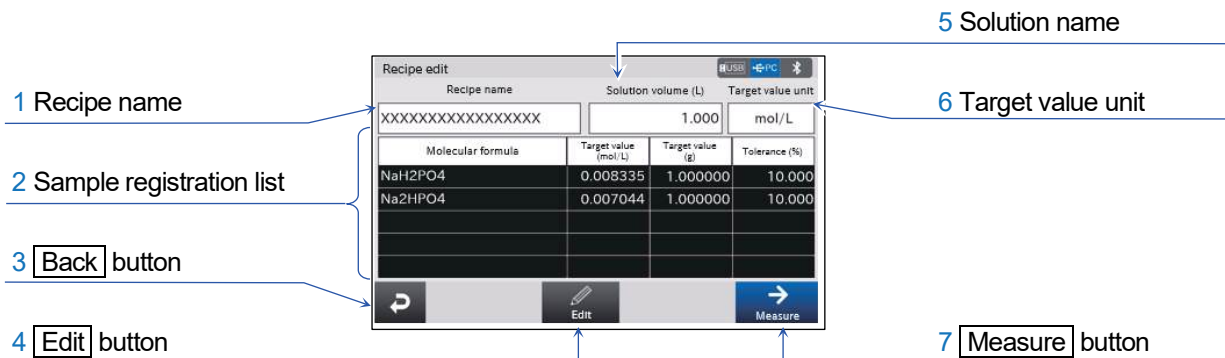 5 Solution name
Recipe edit
USB PC
1 Recipe name
Recipe name
Solution volume (L)
Target value unit
6 Target value unit
XXXXXXXXXXXXXXXXX
1.000
mol/L
Molecular formula
Target value (mol/L)
Target value (g)
Tolerance (%)
2 Sample registration list
NaH2PO4 0.008335 1.000000 10.000
Na2HPO4 0.007044 1.000000 10.000
3 Back button
Edit
Measure
4 Edit button
7 Measure button